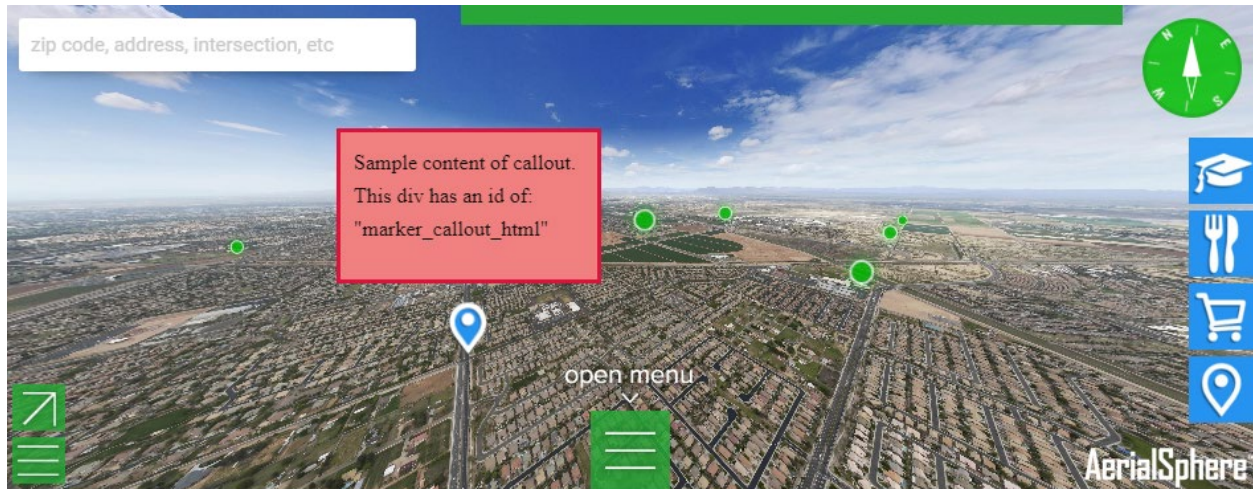 zip code, address, intersection, etc
N
E
W
S
Sample content of callout.
This div has an id of:
"marker_callout_html"
open menu
AerialSphere